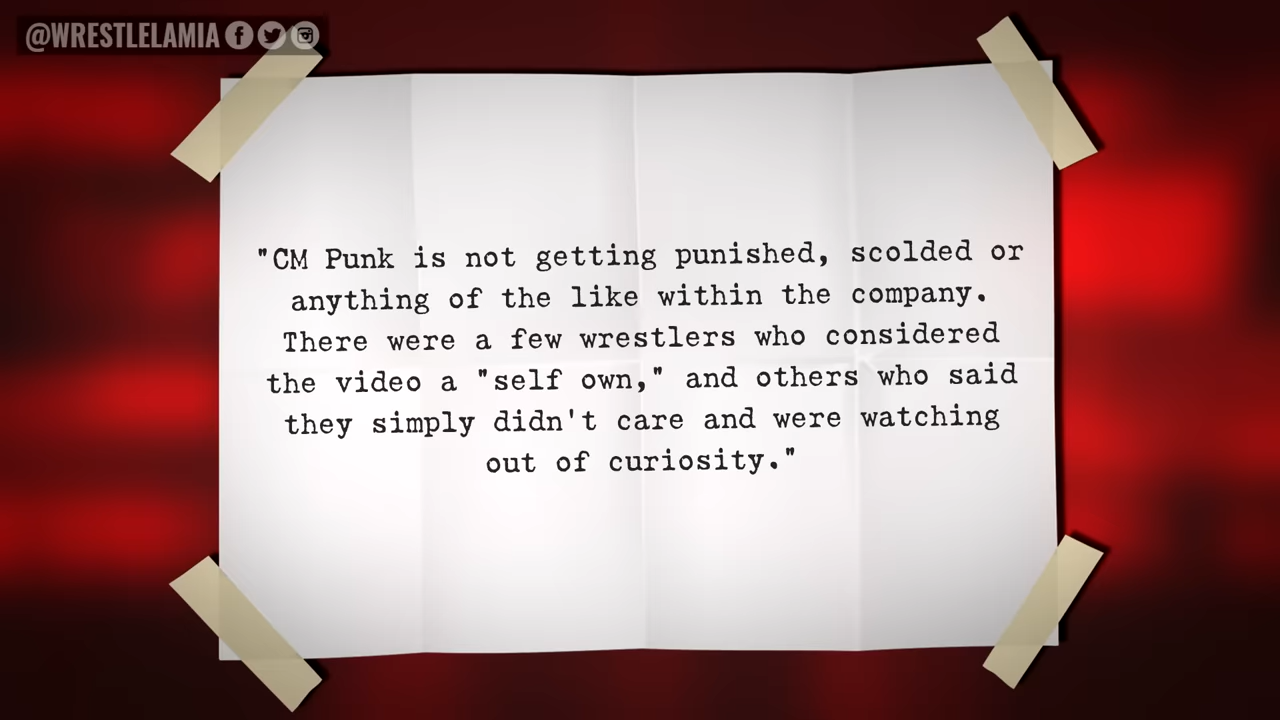 @WRESTLELAMIA
"CM Punk is not getting punished, scolded or
anything of the like within the company.
There were a few wrestlers who considered
the video a "self own," and others who said
they simply didn't care and were watching
out of curiosity."